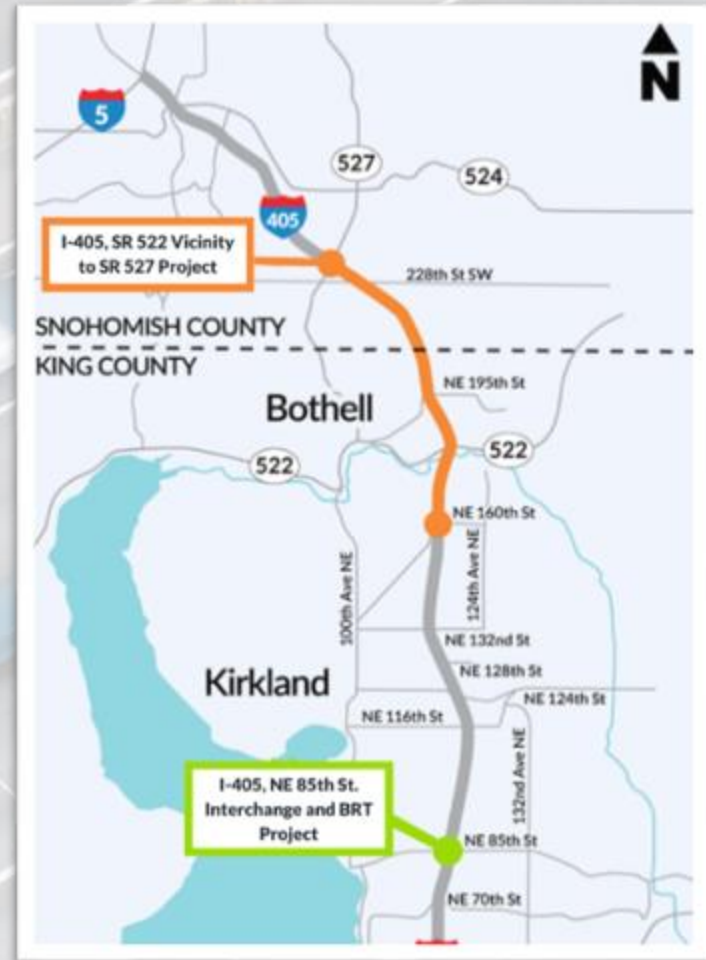 N
5
527
524
405
I-405, SR 522 Vicinity
to SR 527 Project
228th St SW
SNOHOMISH COUNTY
KING COUNTY
NE 195th St
Bothell
522
522
NE 160th St
124th Ave NE
100th Ave NE
NE 132nd St
NE 128th St
Kirkland
NE 124th St
NE 116th St
132nd Ave NE
I-405, NE 85th St.
Interchange and BRT
Project
NE 85th St
NE 70th St